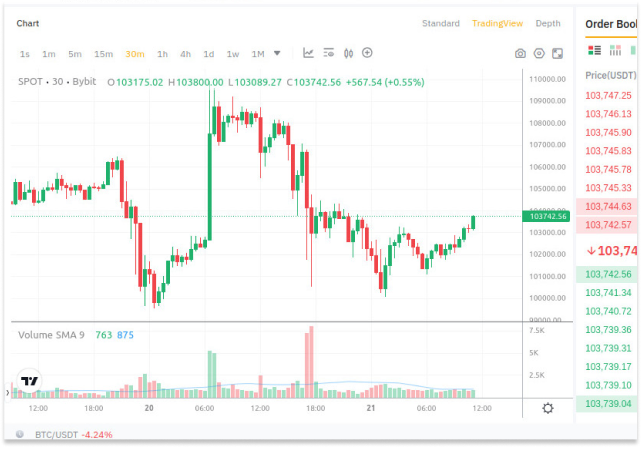 Chart
Standard TradingView Depth
1s 1m 5m 15m 30m 1h 4h 1d 1w 1M
SPOT • 30 • Bybit O103175.02 H103800.00 L103089.27 C103742.56 +567.54 (+0.55%)
110000.00
109000.00
108000.00
107000.00
106000.00
105000.00
104000.00
103742.56
103000.00
102000.00
101000.00
100000.00
99000.00
Volume SMA 9 763 875
7.5K
5K
2.5K
12:00 18:00 20 06:00 12:00 18:00 21 06:00 12:00
BTC/USDT -4.24%
Order Book
Price(USDT)
103,747.25
103,746.13
103,745.90
103,745.83
103,745.78
103,745.33
103,744.63
103,742.57
↓103,74
103,742.56
103,741.34
103,740.72
103,739.36
103,739.31
103,739.17
103,739.10
103,739.04